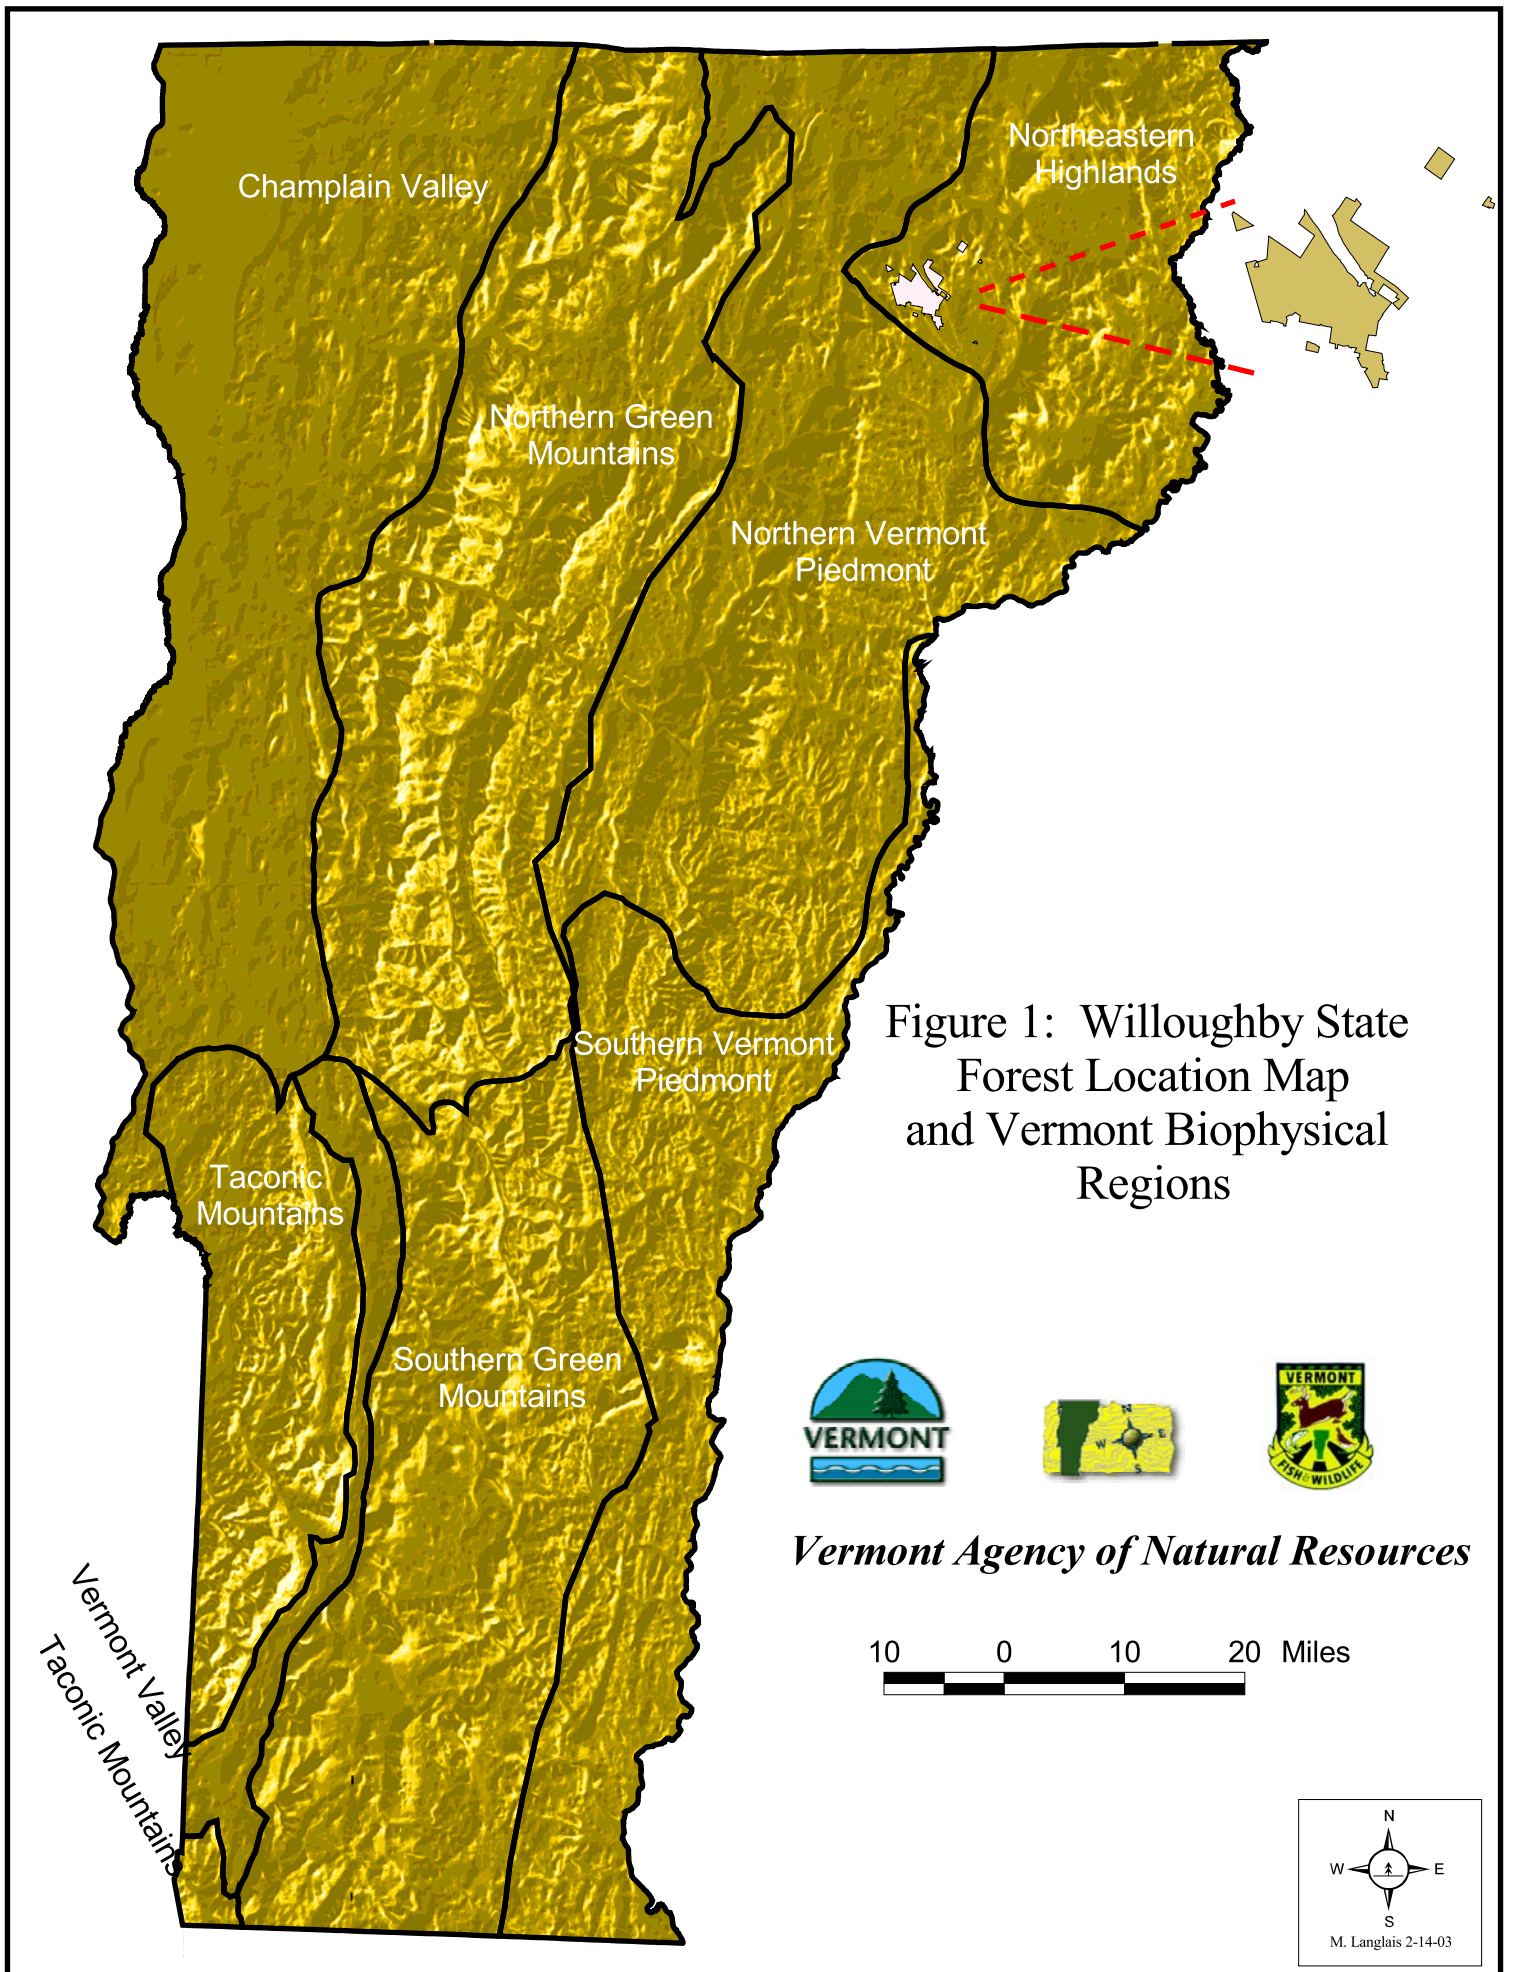 Northeastern
Highlands
Champlain Valley
Northern Green
Mountains
Northern Vermont
Piedmont
Figure 1:  Willoughby State
Forest Location Map
and Vermont Biophysical
Regions
Southern Vermont
Piedmont
Taconic
Mountains
Southern Green
Mountains
VERMONT
N
W
E
S
VERMONT
FISH & WILDLIFE
Vermont Agency of Natural Resources
Vermont Valley
Taconic Mountains
10 0 10 20 Miles
N
W E
S
M. Langlais 2-14-03